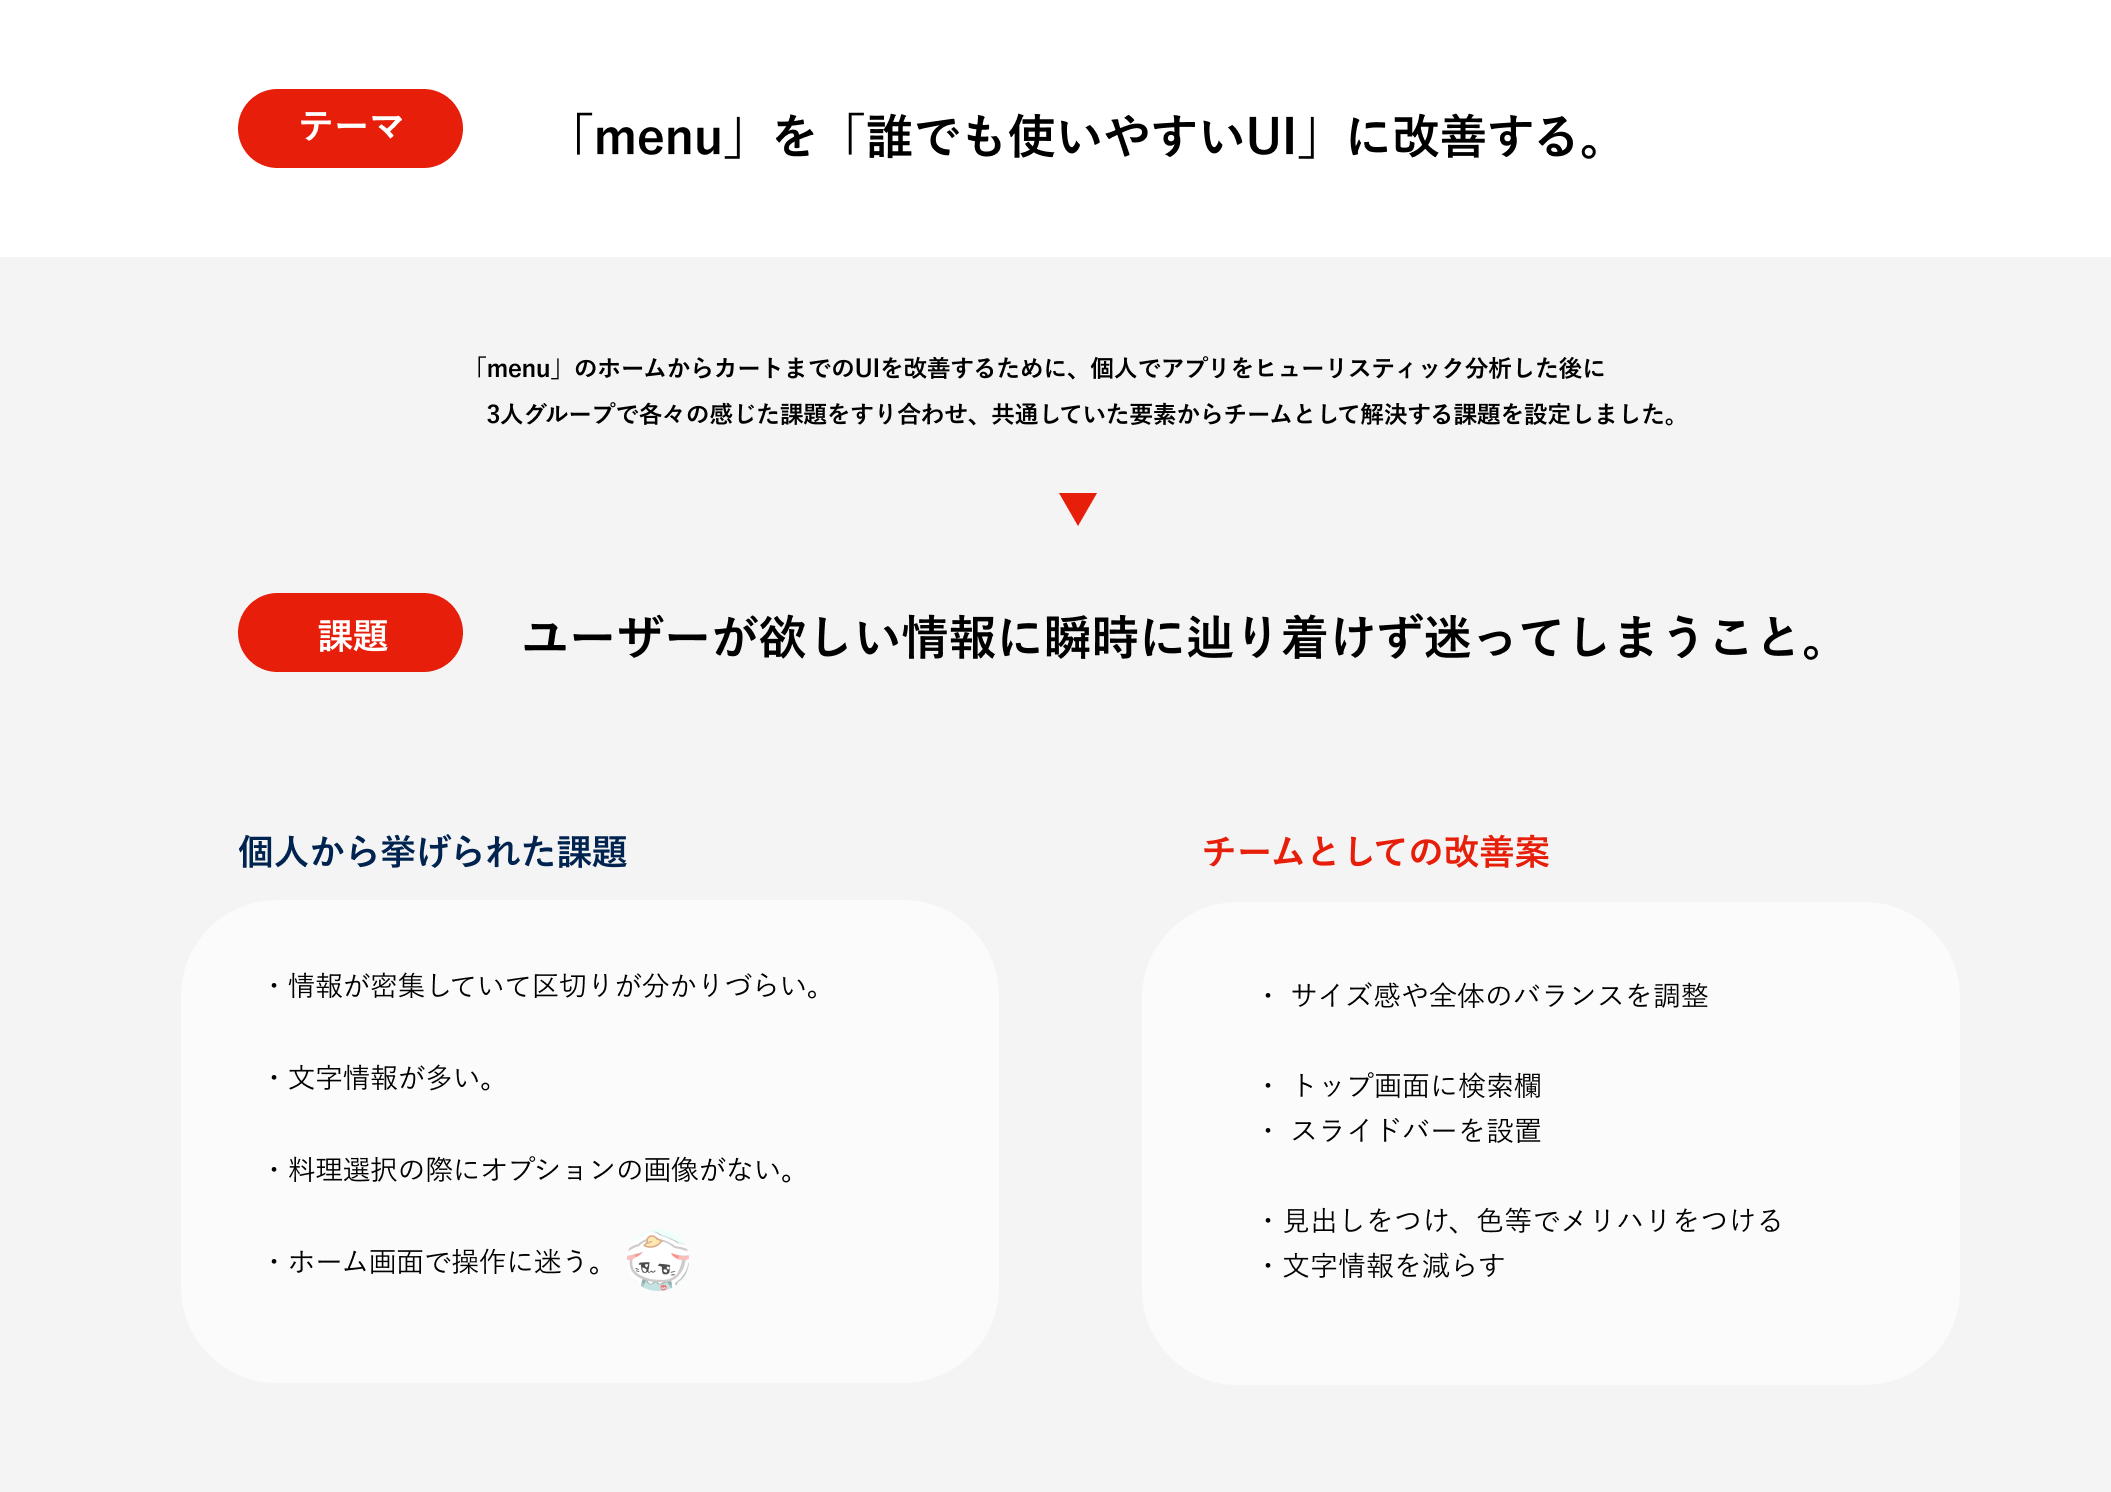 テーマ
「menu」を「誰でも使いやすいUI」に改善する。
「menu」のホームからカートまでのUIを改善するために、個人でアプリをヒューリスティック分析した後に
3人グループで各々の感じた課題をすり合わせ、共通していた要素からチームとして解決する課題を設定しました。
課題
ユーザーが欲しい情報に瞬時に辿り着けず迷ってしまうこと。
個人から挙げられた課題
・情報が密集していて区切りが分かりづらい。
・文字情報が多い。
・料理選択の際にオプションの画像がない。
・ホーム画面で操作に迷う。
チームとしての改善案
・ サイズ感や全体のバランスを調整
・ トップ画面に検索欄
・ スライドバーを設置
・見出しをつけ、色等でメリハリをつける
・文字情報を減らす